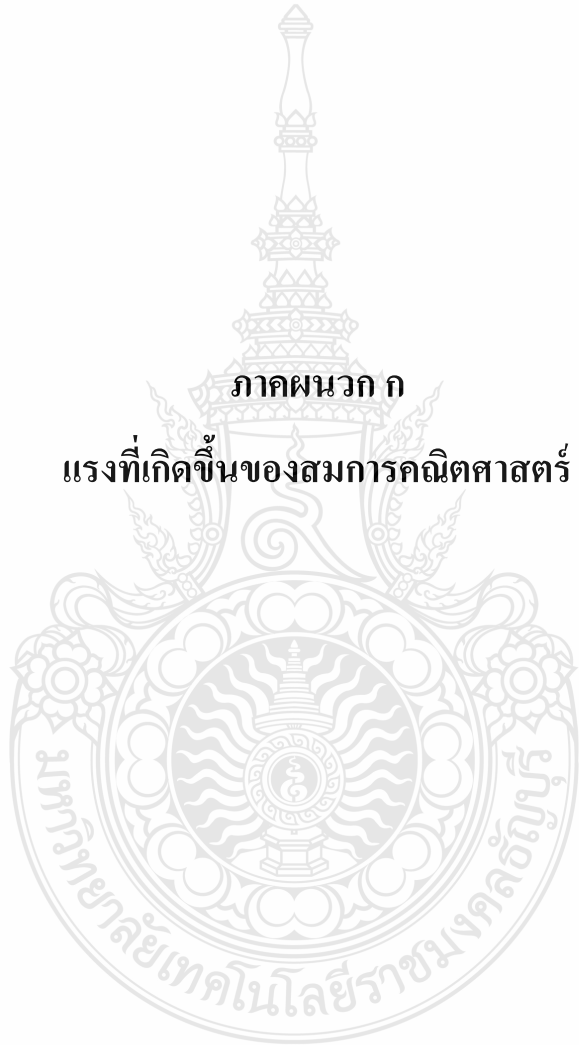 ภาคผนวก ก
แรงที่เกิดขึ้นของสมการคณิตศาสตร์
มหาวิทยาลัยเทคโนโลยีราชมงคลธัญบุรี